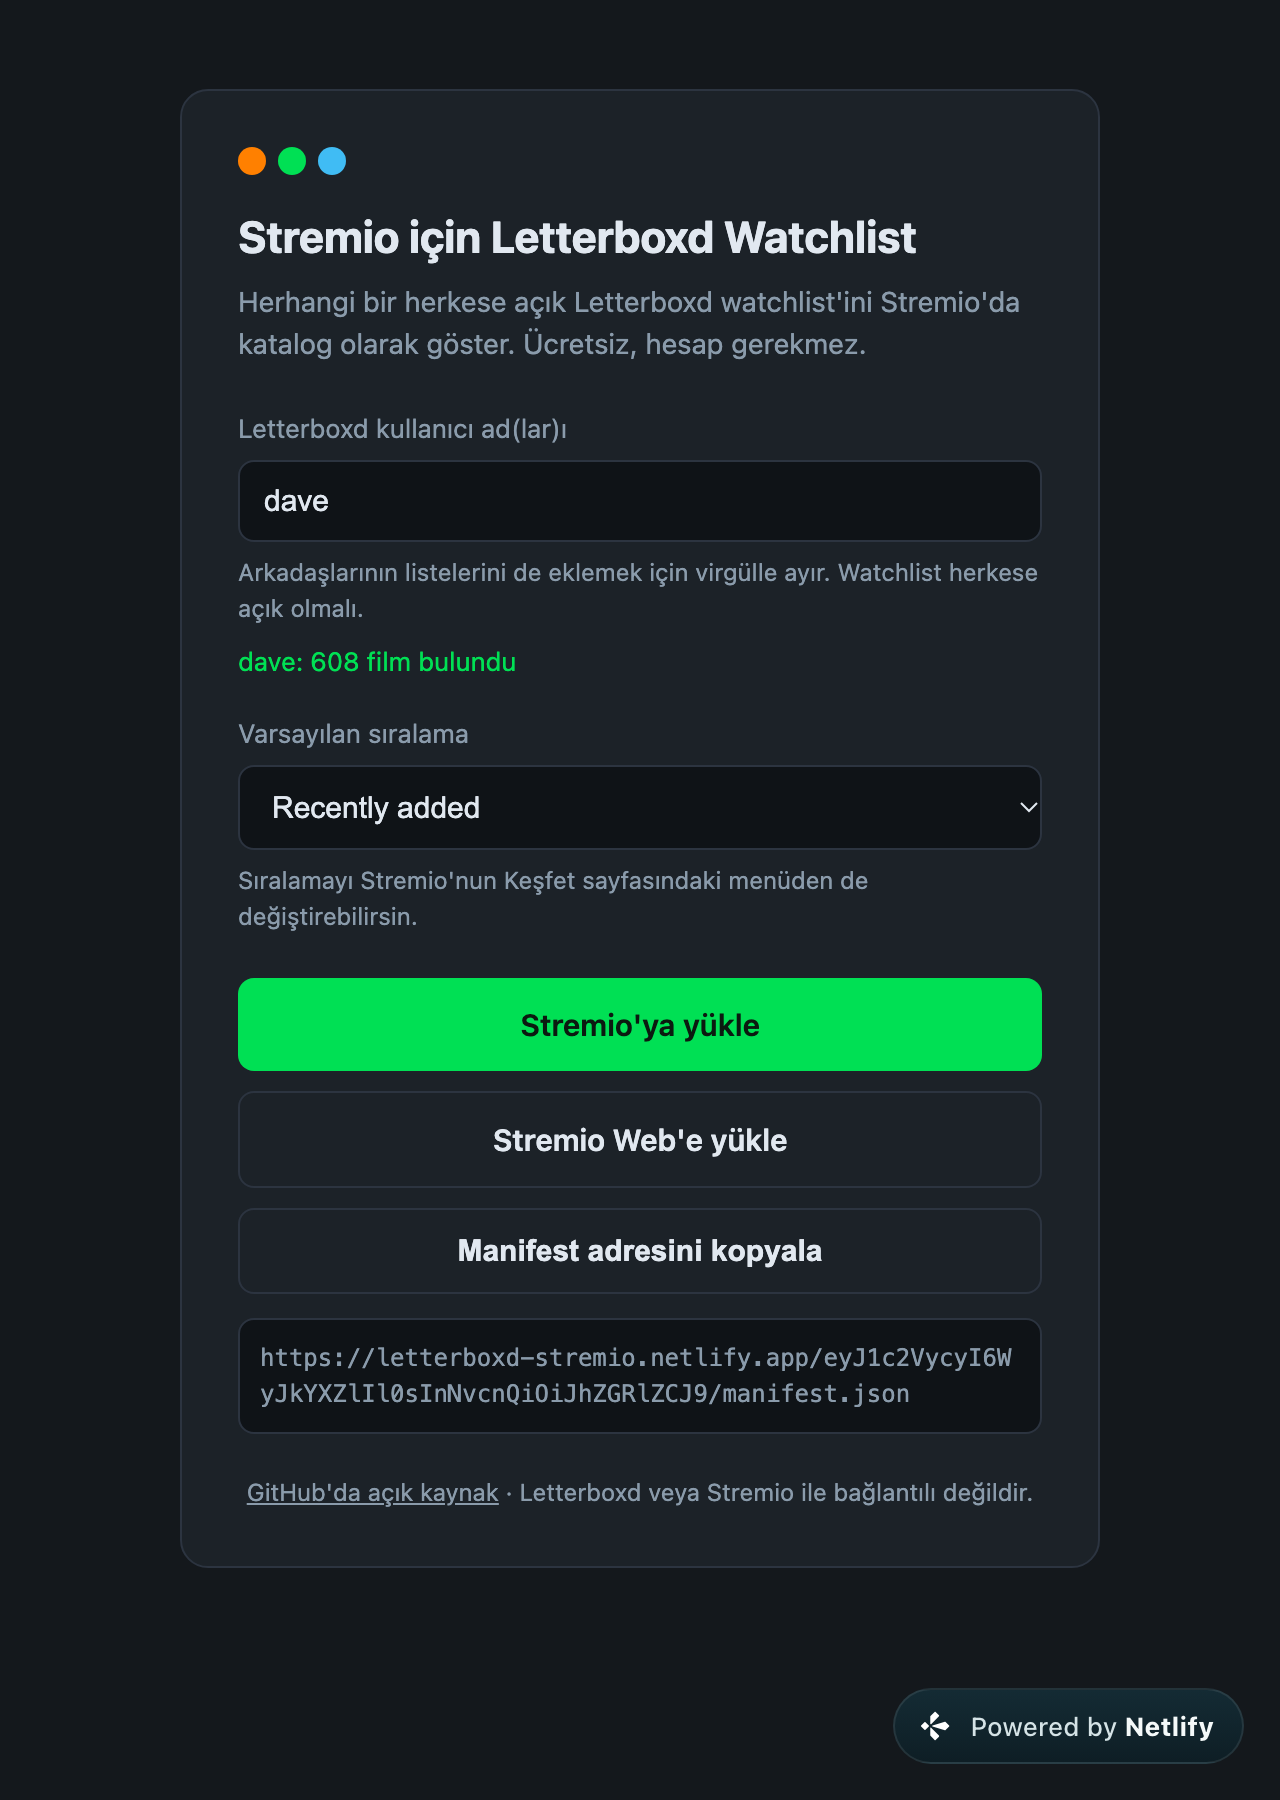 Stremio için Letterboxd Watchlist
Herhangi bir herkese açık Letterboxd watchlist'ini Stremio'da
katalog olarak göster. Ücretsiz, hesap gerekmez.
Letterboxd kullanıcı ad(lar)ı
dave
Arkadaşlarının listelerini de eklemek için virgülle ayır. Watchlist herkese
açık olmalı.
dave: 608 film bulundu
Varsayılan sıralama
Recently added
Sıralamayı Stremio'nun Keşfet sayfasındaki menüden de
değiştirebilirsin.
Stremio'ya yükle
Stremio Web'e yükle
Manifest adresini kopyala
https://letterboxd-stremio.netlify.app/eyJ1c2VycyI6W
yJkYXZlIl0sInNvcnQiOiJhZGRlZCJ9/manifest.json
GitHub'da açık kaynak · Letterboxd veya Stremio ile bağlantılı değildir.
Powered by Netlify